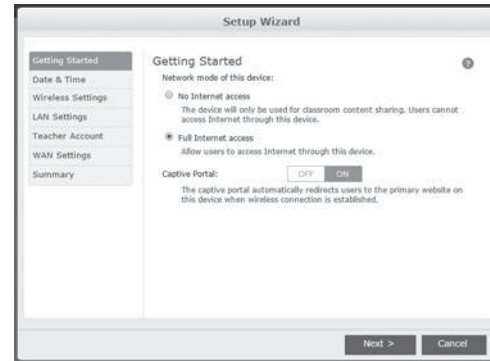 Setup Wizard
Getting Started
Date & Time
Wireless Settings
LAN Settings
Teacher Account
WAN Settings
Summary
Getting Started
Network mode of this device:
No Internet access
The device will only be used for classroom content sharing. Users cannot
access Internet through this device.
Full Internet access
Allow users to access Internet through this device.
Captive Portal: OFF ON
The captive portal automatically redirects users to the primary website on
this device when wireless connection is established.
Next > Cancel